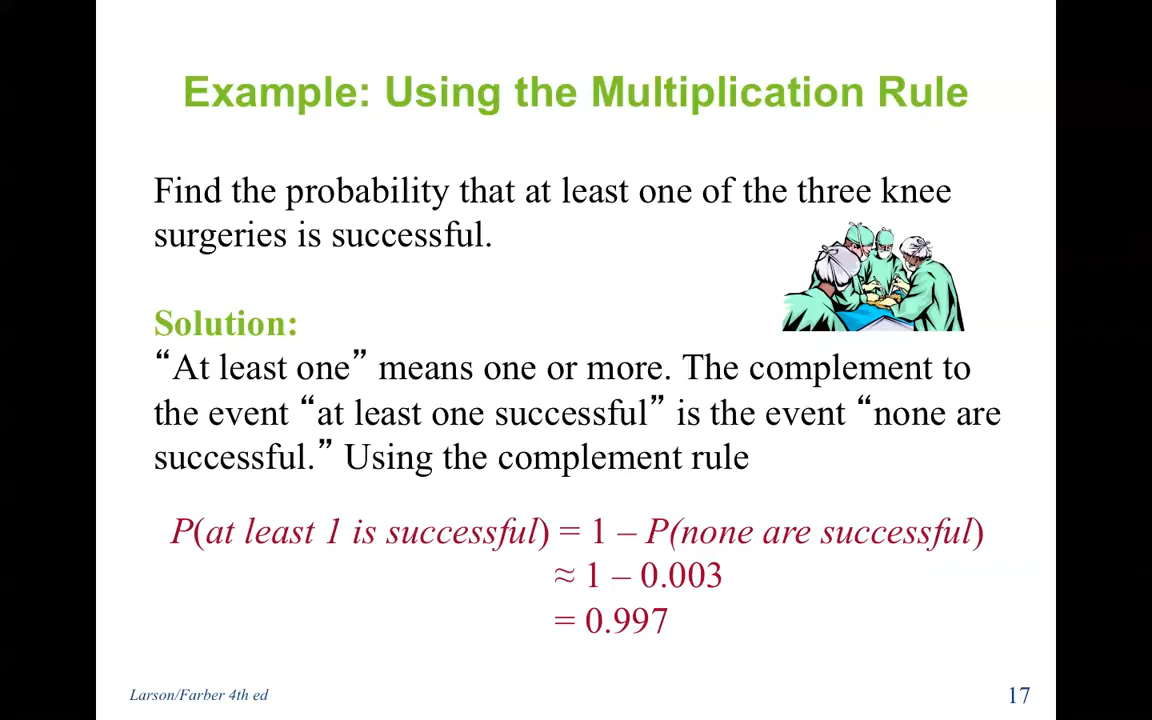 Example: Using the Multiplication Rule
Find the probability that at least one of the three knee
surgeries is successful.
Solution:
“At least one” means one or more. The complement to
the event “at least one successful” is the event “none are
successful.” Using the complement rule
P(at least 1 is successful) = 1 – P(none are successful)
≈ 1 – 0.003
= 0.997
Larson/Farber 4th ed
17